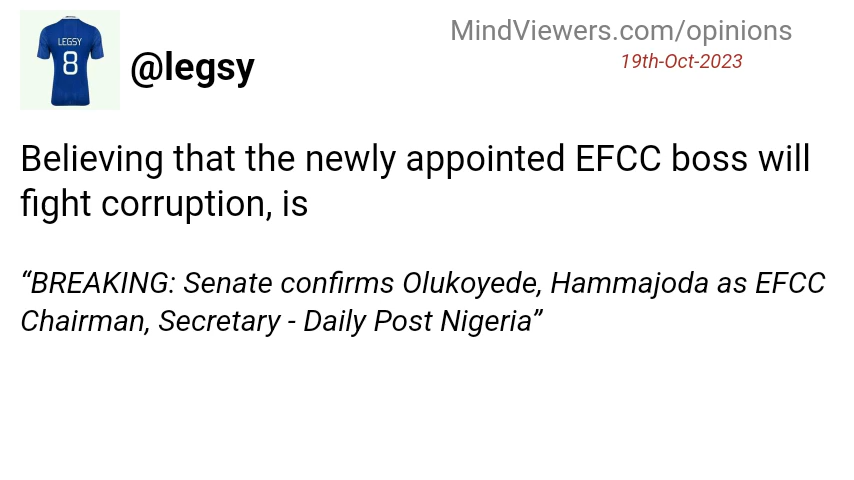 LEGSY
8
@legsy
MindViewers.com/opinions
19th-Oct-2023
Believing that the newly appointed EFCC boss will
fight corruption, is
“BREAKING: Senate confirms Olukoyede, Hammajoda as EFCC
Chairman, Secretary - Daily Post Nigeria”